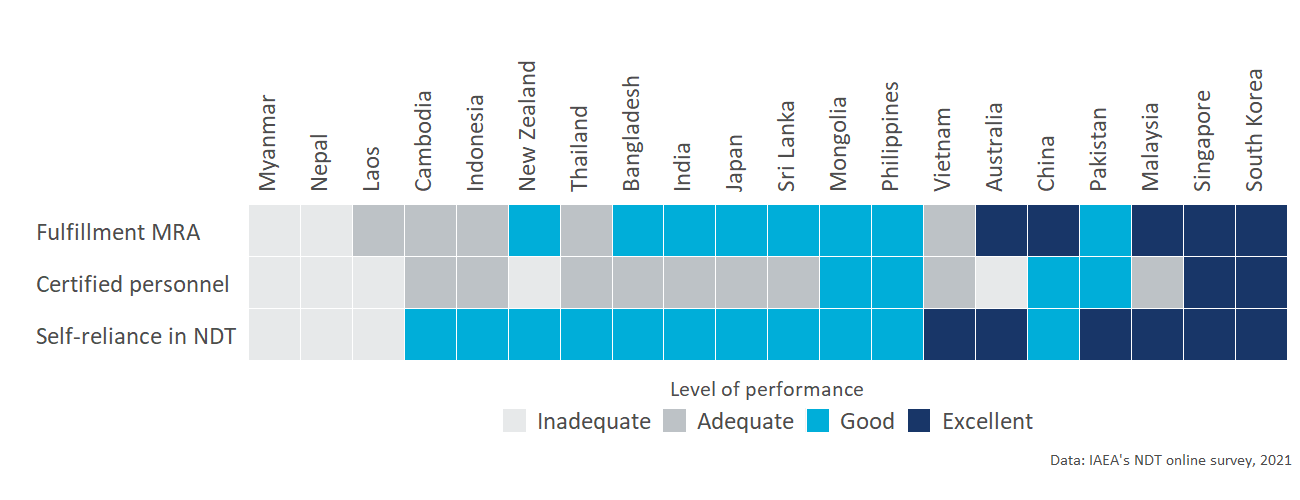 Myanmar
Nepal
Laos
Cambodia
Indonesia
New Zealand
Thailand
Bangladesh
India
Japan
Sri Lanka
Mongolia
Philippines
Vietnam
Australia
China
Pakistan
Malaysia
Singapore
South Korea
Fulfillment MRA
Certified personnel
Self-reliance in NDT
Level of performance
Inadequate Adequate Good Excellent
Data: IAEA's NDT online survey, 2021